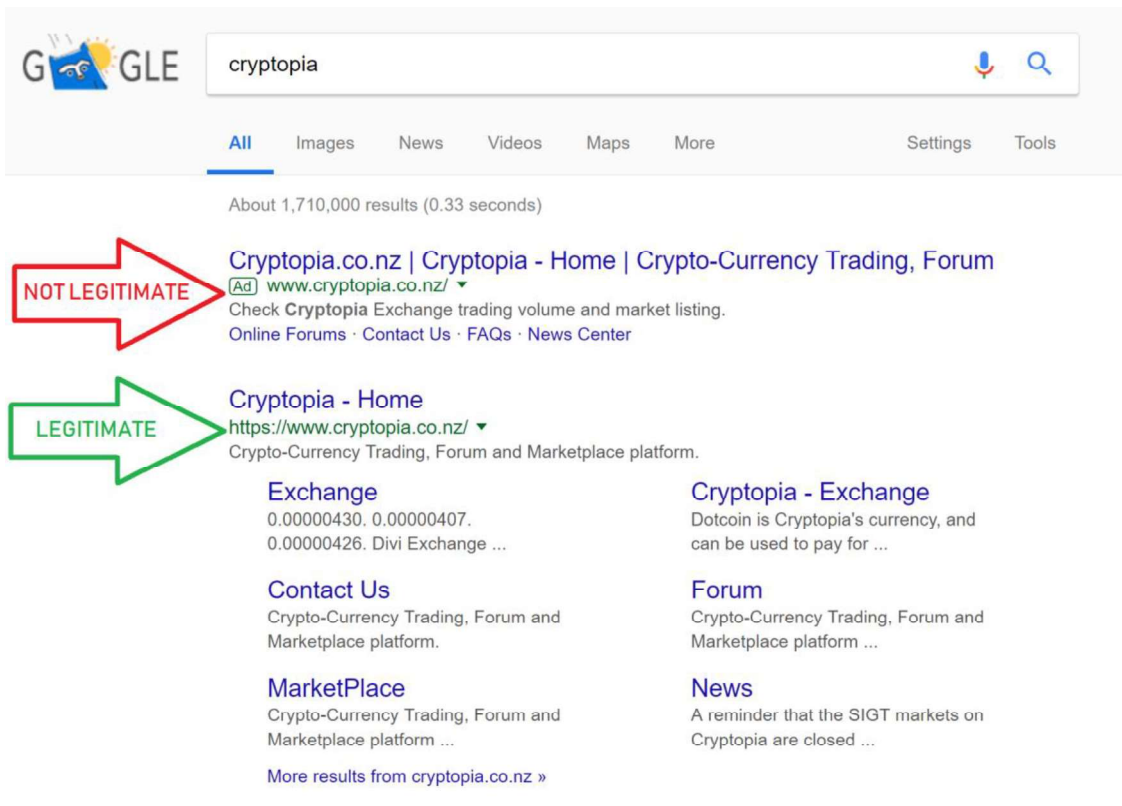 G GLE
cryptopia
All Images News Videos Maps More Settings Tools
About 1,710,000 results (0.33 seconds)
Cryptopia.co.nz | Cryptopia - Home | Crypto-Currency Trading, Forum
NOT LEGITIMATE
Ad www.cryptopia.co.nz/
Check Cryptopia Exchange trading volume and market listing.
Online Forums · Contact Us · FAQs · News Center
Cryptopia - Home
LEGITIMATE
https://www.cryptopia.co.nz/
Crypto-Currency Trading, Forum and Marketplace platform.
Exchange
0.00000430. 0.00000407.
0.00000426. Divi Exchange ...
Cryptopia - Exchange
Dotcoin is Cryptopia's currency, and
can be used to pay for ...
Contact Us
Crypto-Currency Trading, Forum and
Marketplace platform.
Forum
Crypto-Currency Trading, Forum and
Marketplace platform ...
MarketPlace
Crypto-Currency Trading, Forum and
Marketplace platform ...
News
A reminder that the SIGT markets on
Cryptopia are closed ...
More results from cryptopia.co.nz »